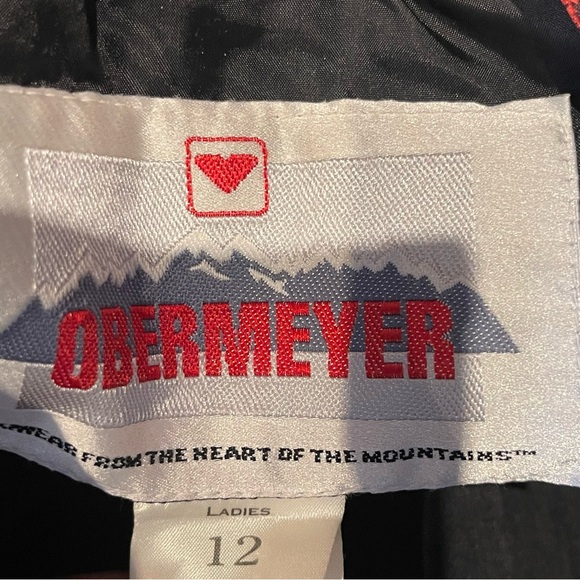 OBERMEYER
FROM THE HEART OF THE MOUNTAINS™
LADIES
12